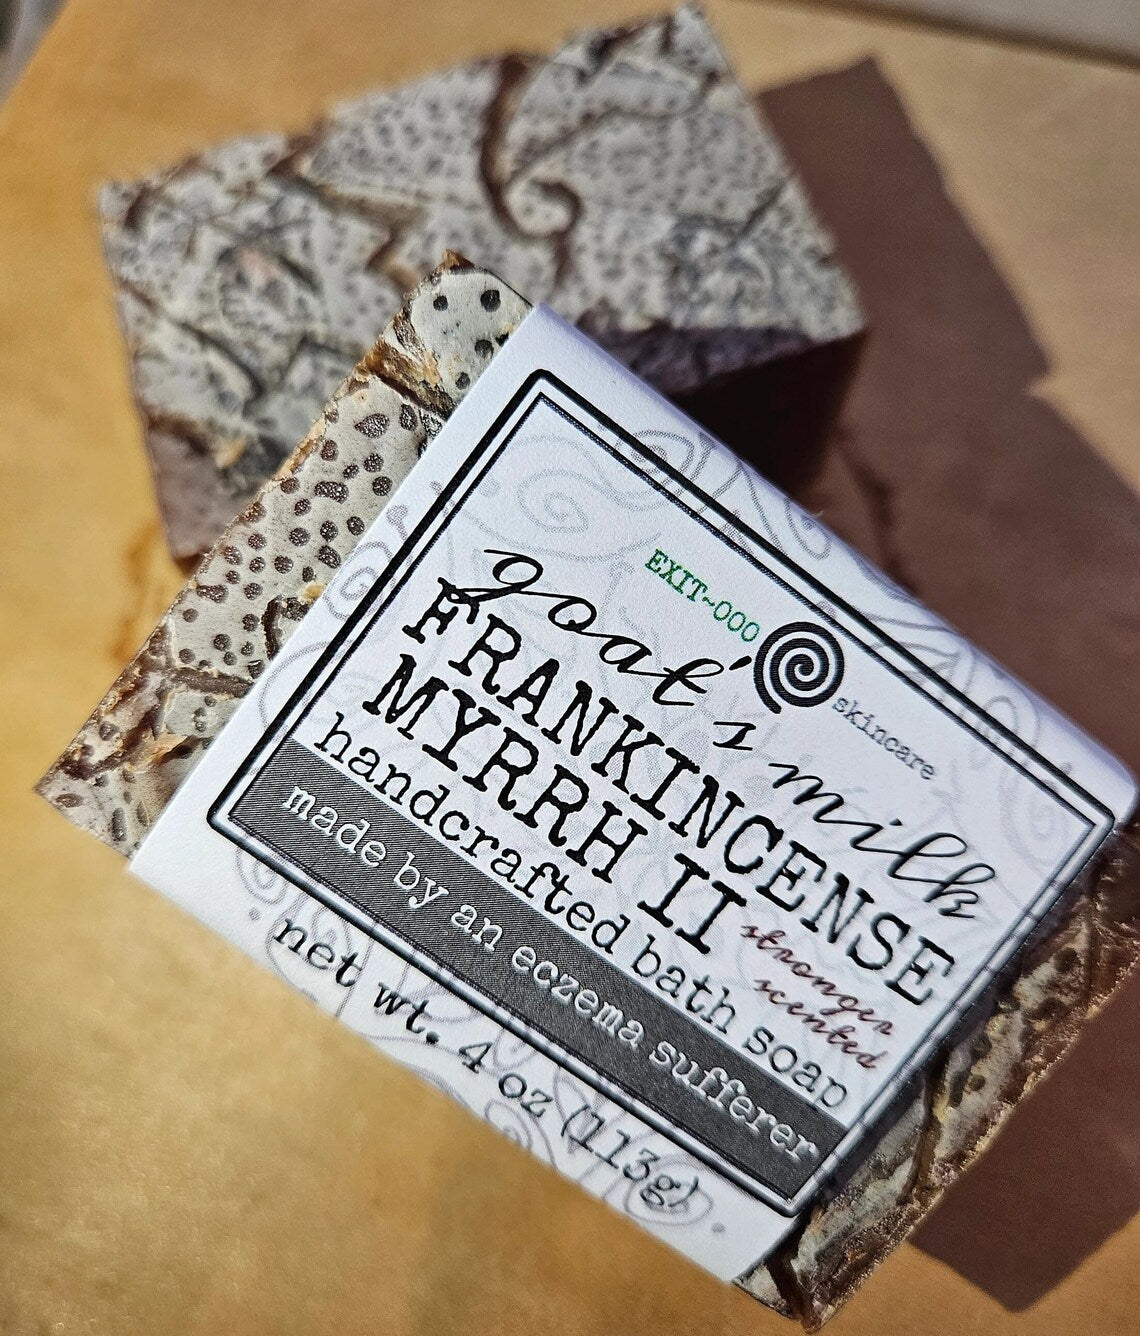 EXIT~000
skincare
goat's milk
FRANKINCENSE
MYRRH II
stronger
scented
handcrafted bath soap
made by an eczema sufferer
net wt. 4 oz (113g)